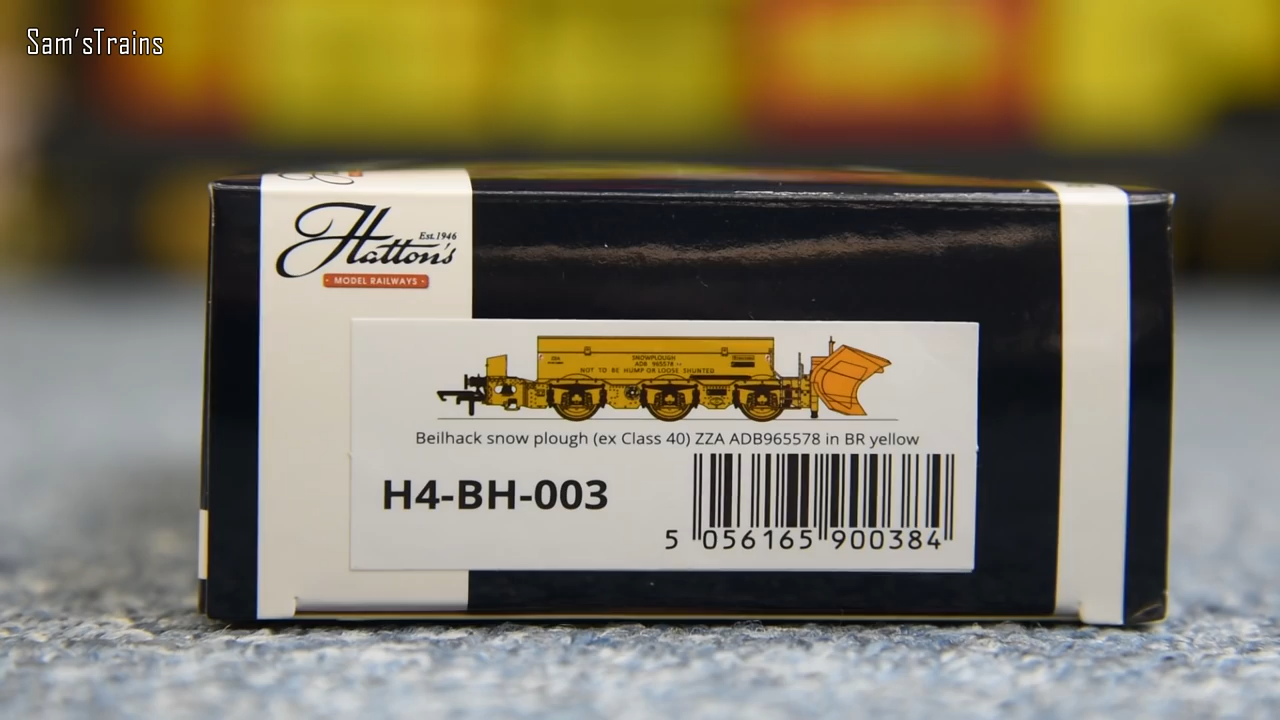 Sam'sTrains
Hatton's
Est. 1946
· MODEL RAILWAYS ·
ZZA
SNOWPLOUGH
ADB 965578
NOT TO BE HUMP OR LOOSE SHUNTED
Beilhack snow plough (ex Class 40) ZZA ADB965578 in BR yellow
H4-BH-003
5 056165 900384